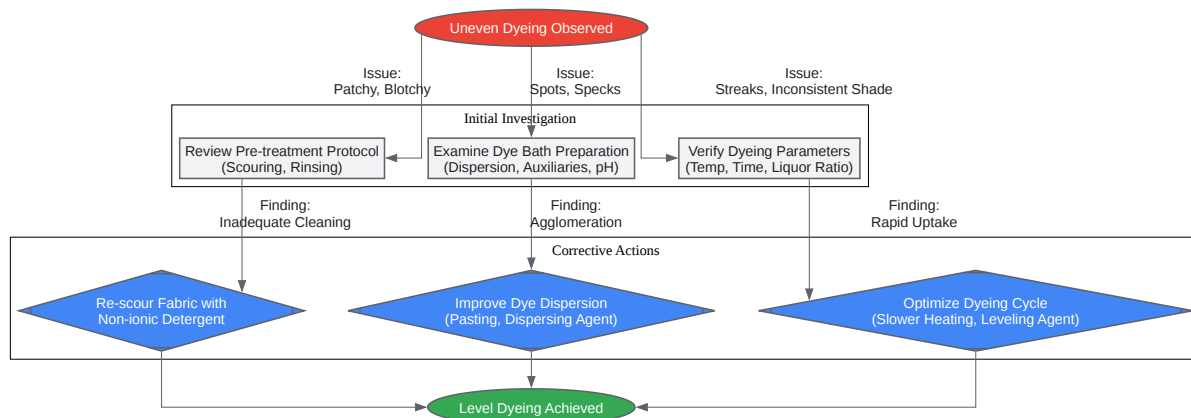 Uneven Dyeing Observed
Issue:
Patchy, Blotchy
Issue:
Spots, Specks
Issue:
Streaks, Inconsistent Shade
Initial Investigation
Review Pre-treatment Protocol
(Scouring, Rinsing)
Examine Dye Bath Preparation
(Dispersion, Auxiliaries, pH)
Verify Dyeing Parameters
(Temp, Time, Liquor Ratio)
Finding:
Inadequate Cleaning
Finding:
Agglomeration
Finding:
Rapid Uptake
Corrective Actions
Re-scour Fabric with
Non-ionic Detergent
Improve Dye Dispersion
(Pasting, Dispersing Agent)
Optimize Dyeing Cycle
(Slower Heating, Leveling Agent)
Level Dyeing Achieved